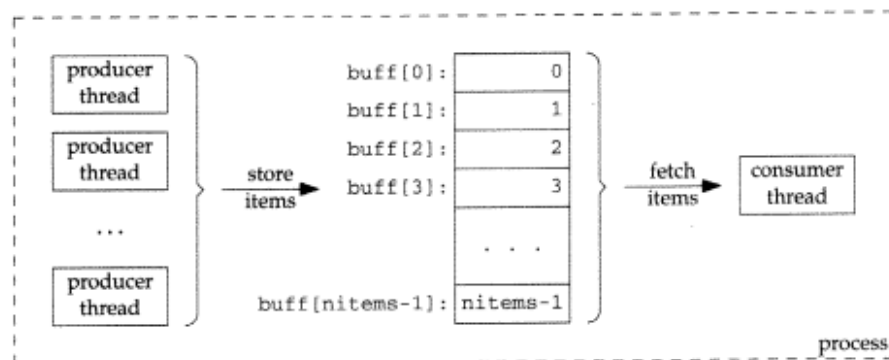 producer
thread
producer
thread
...
producer
thread
store
items
buff[0]:
0
buff[1]:
1
buff[2]:
2
buff[3]:
3
. . .
buff[nitems-1]:
nitems-1
fetch
items
consumer
thread
process